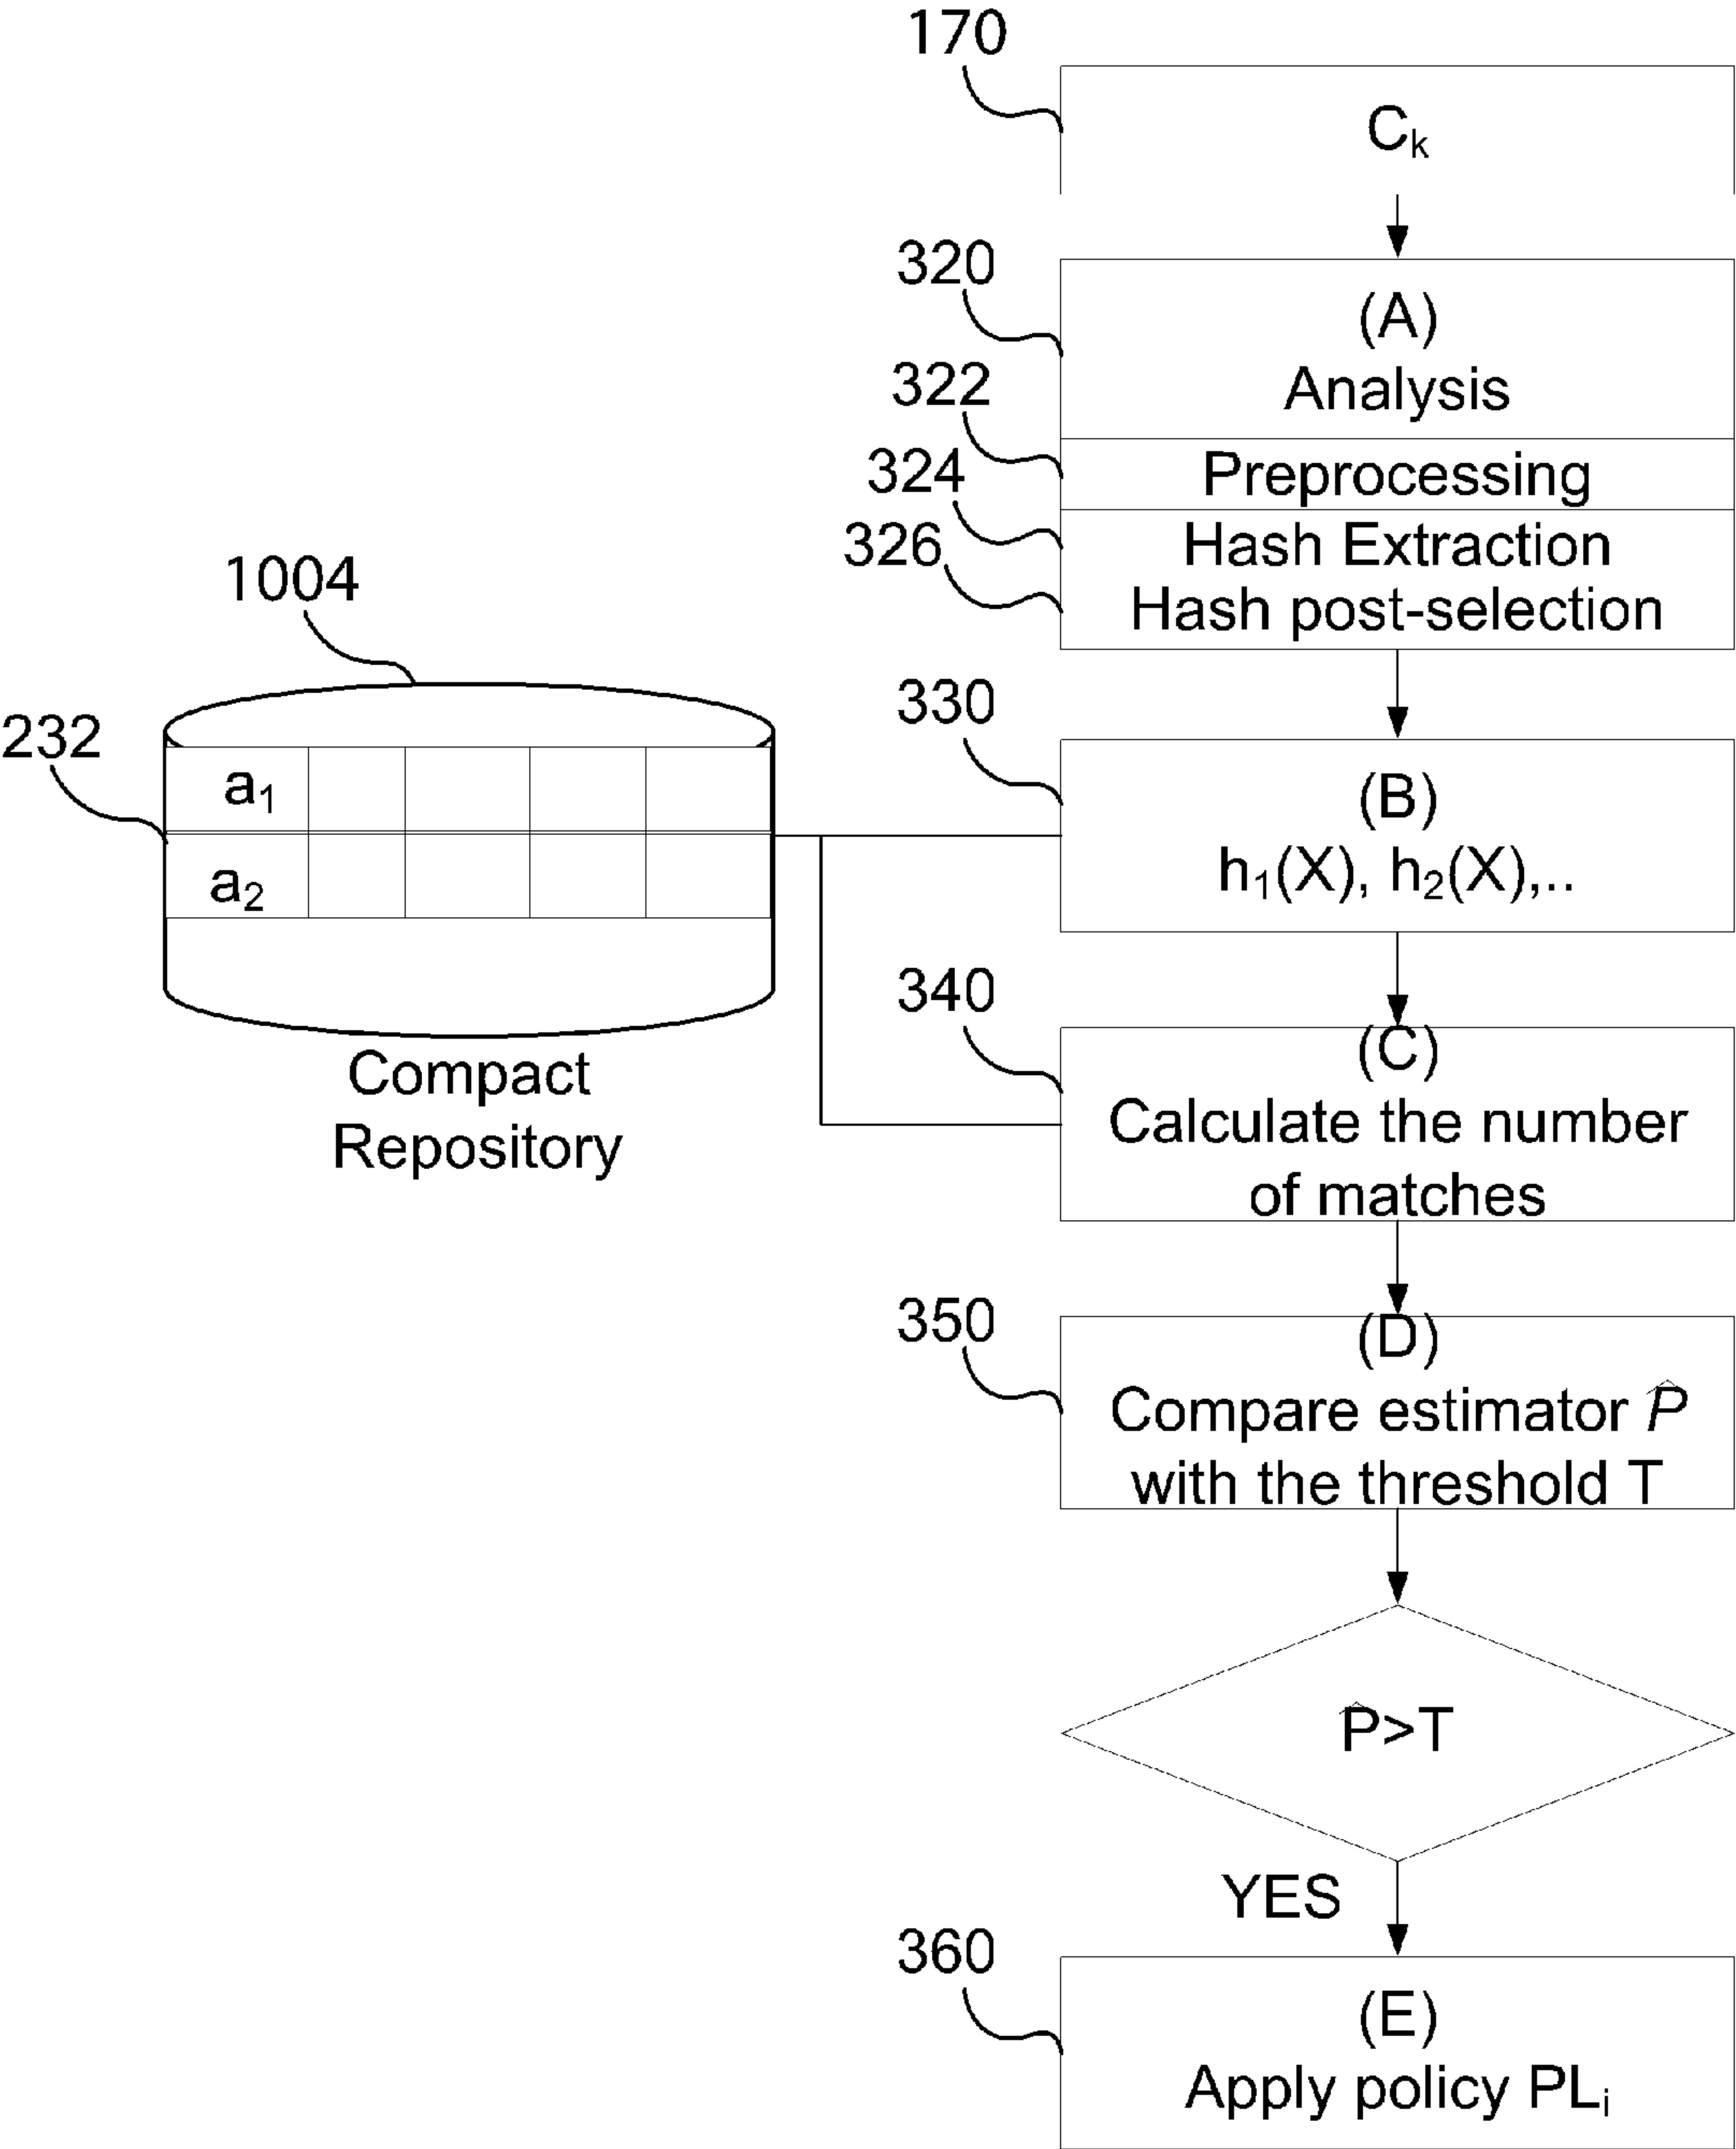 170
Cₖ
320
(A)
Analysis
322
Preprocessing
324
Hash Extraction
326
Hash post-selection
1004
232
a₁
a₂
Compact
Repository
330
(B)
h₁(X), h₂(X),..
340
(C)
Calculate the number
of matches
350
(D)
Compare estimator P̂
with the threshold T
P̂>T
YES
360
(E)
Apply policy PLᵢ